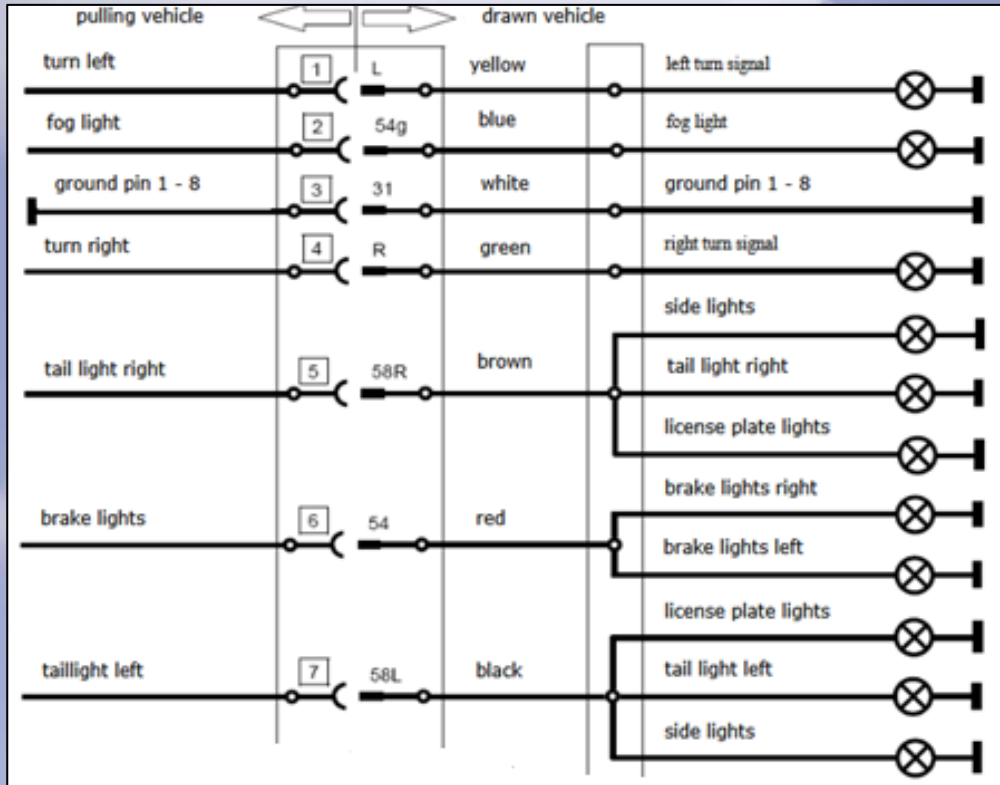 pulling vehicle drawn vehicle
turn left 1 L yellow left turn signal
fog light 2 54g blue fog light
ground pin 1 - 8 3 31 white ground pin 1 - 8
turn right 4 R green right turn signal
side lights
tail light right 5 58R brown tail light right
license plate lights
brake lights right
brake lights 6 54 red
brake lights left
license plate lights
taillight left 7 58L black tail light left
side lights